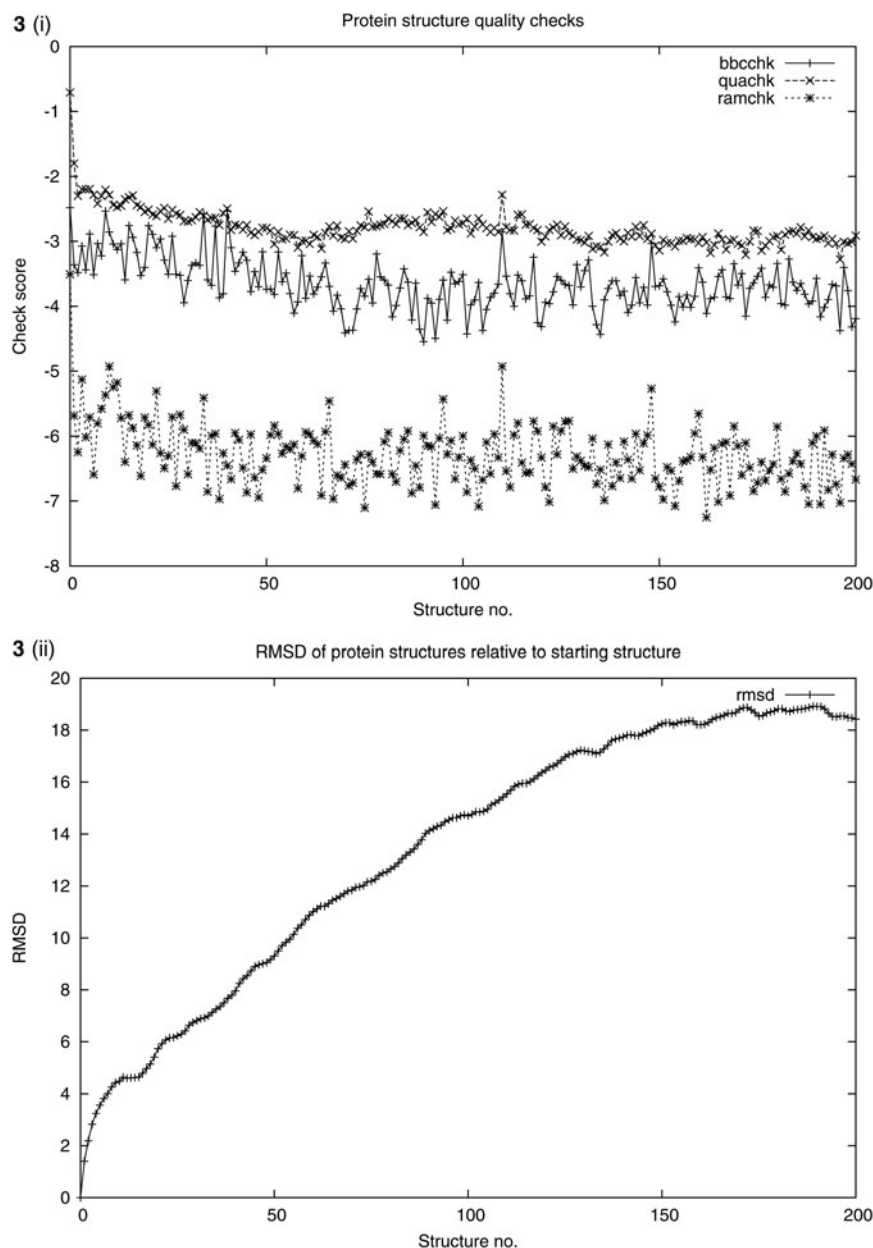 3 (i)
Protein structure quality checks
bbcchk
quachk
ramchk
0
-1
-2
-3
-4
-5
-6
-7
-8
Check score
0 50 100 150 200
Structure no.
3 (ii)
RMSD of protein structures relative to starting structure
rmsd
20
18
16
14
12
10
8
6
4
2
0
RMSD
0 50 100 150 200
Structure no.